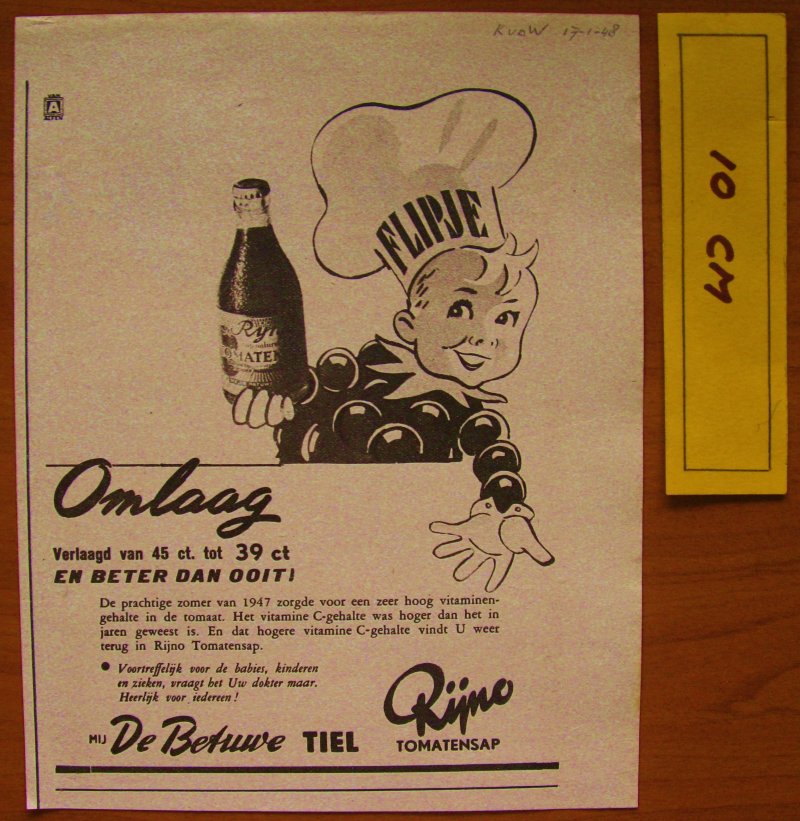 KvdW 17-1-48
VAN
A
ALFEN
FLIPJE
Rijno
TOMATEN
10 CM
Omlaag
Verlaagd van 45 ct. tot 39 ct
EN BETER DAN OOIT!
De prachtige zomer van 1947 zorgde voor een zeer hoog vitaminen-
gehalte in de tomaat. Het vitamine C-gehalte was hoger dan het in
jaren geweest is. En dat hogere vitamine C-gehalte vindt U weer
terug in Rijno Tomatensap.
● Voortreffelijk voor de babies, kinderen
en zieken, vraagt het Uw dokter maar.
Heerlijk voor iedereen!
MIJ De Betuwe TIEL
Rijno
TOMATENSAP